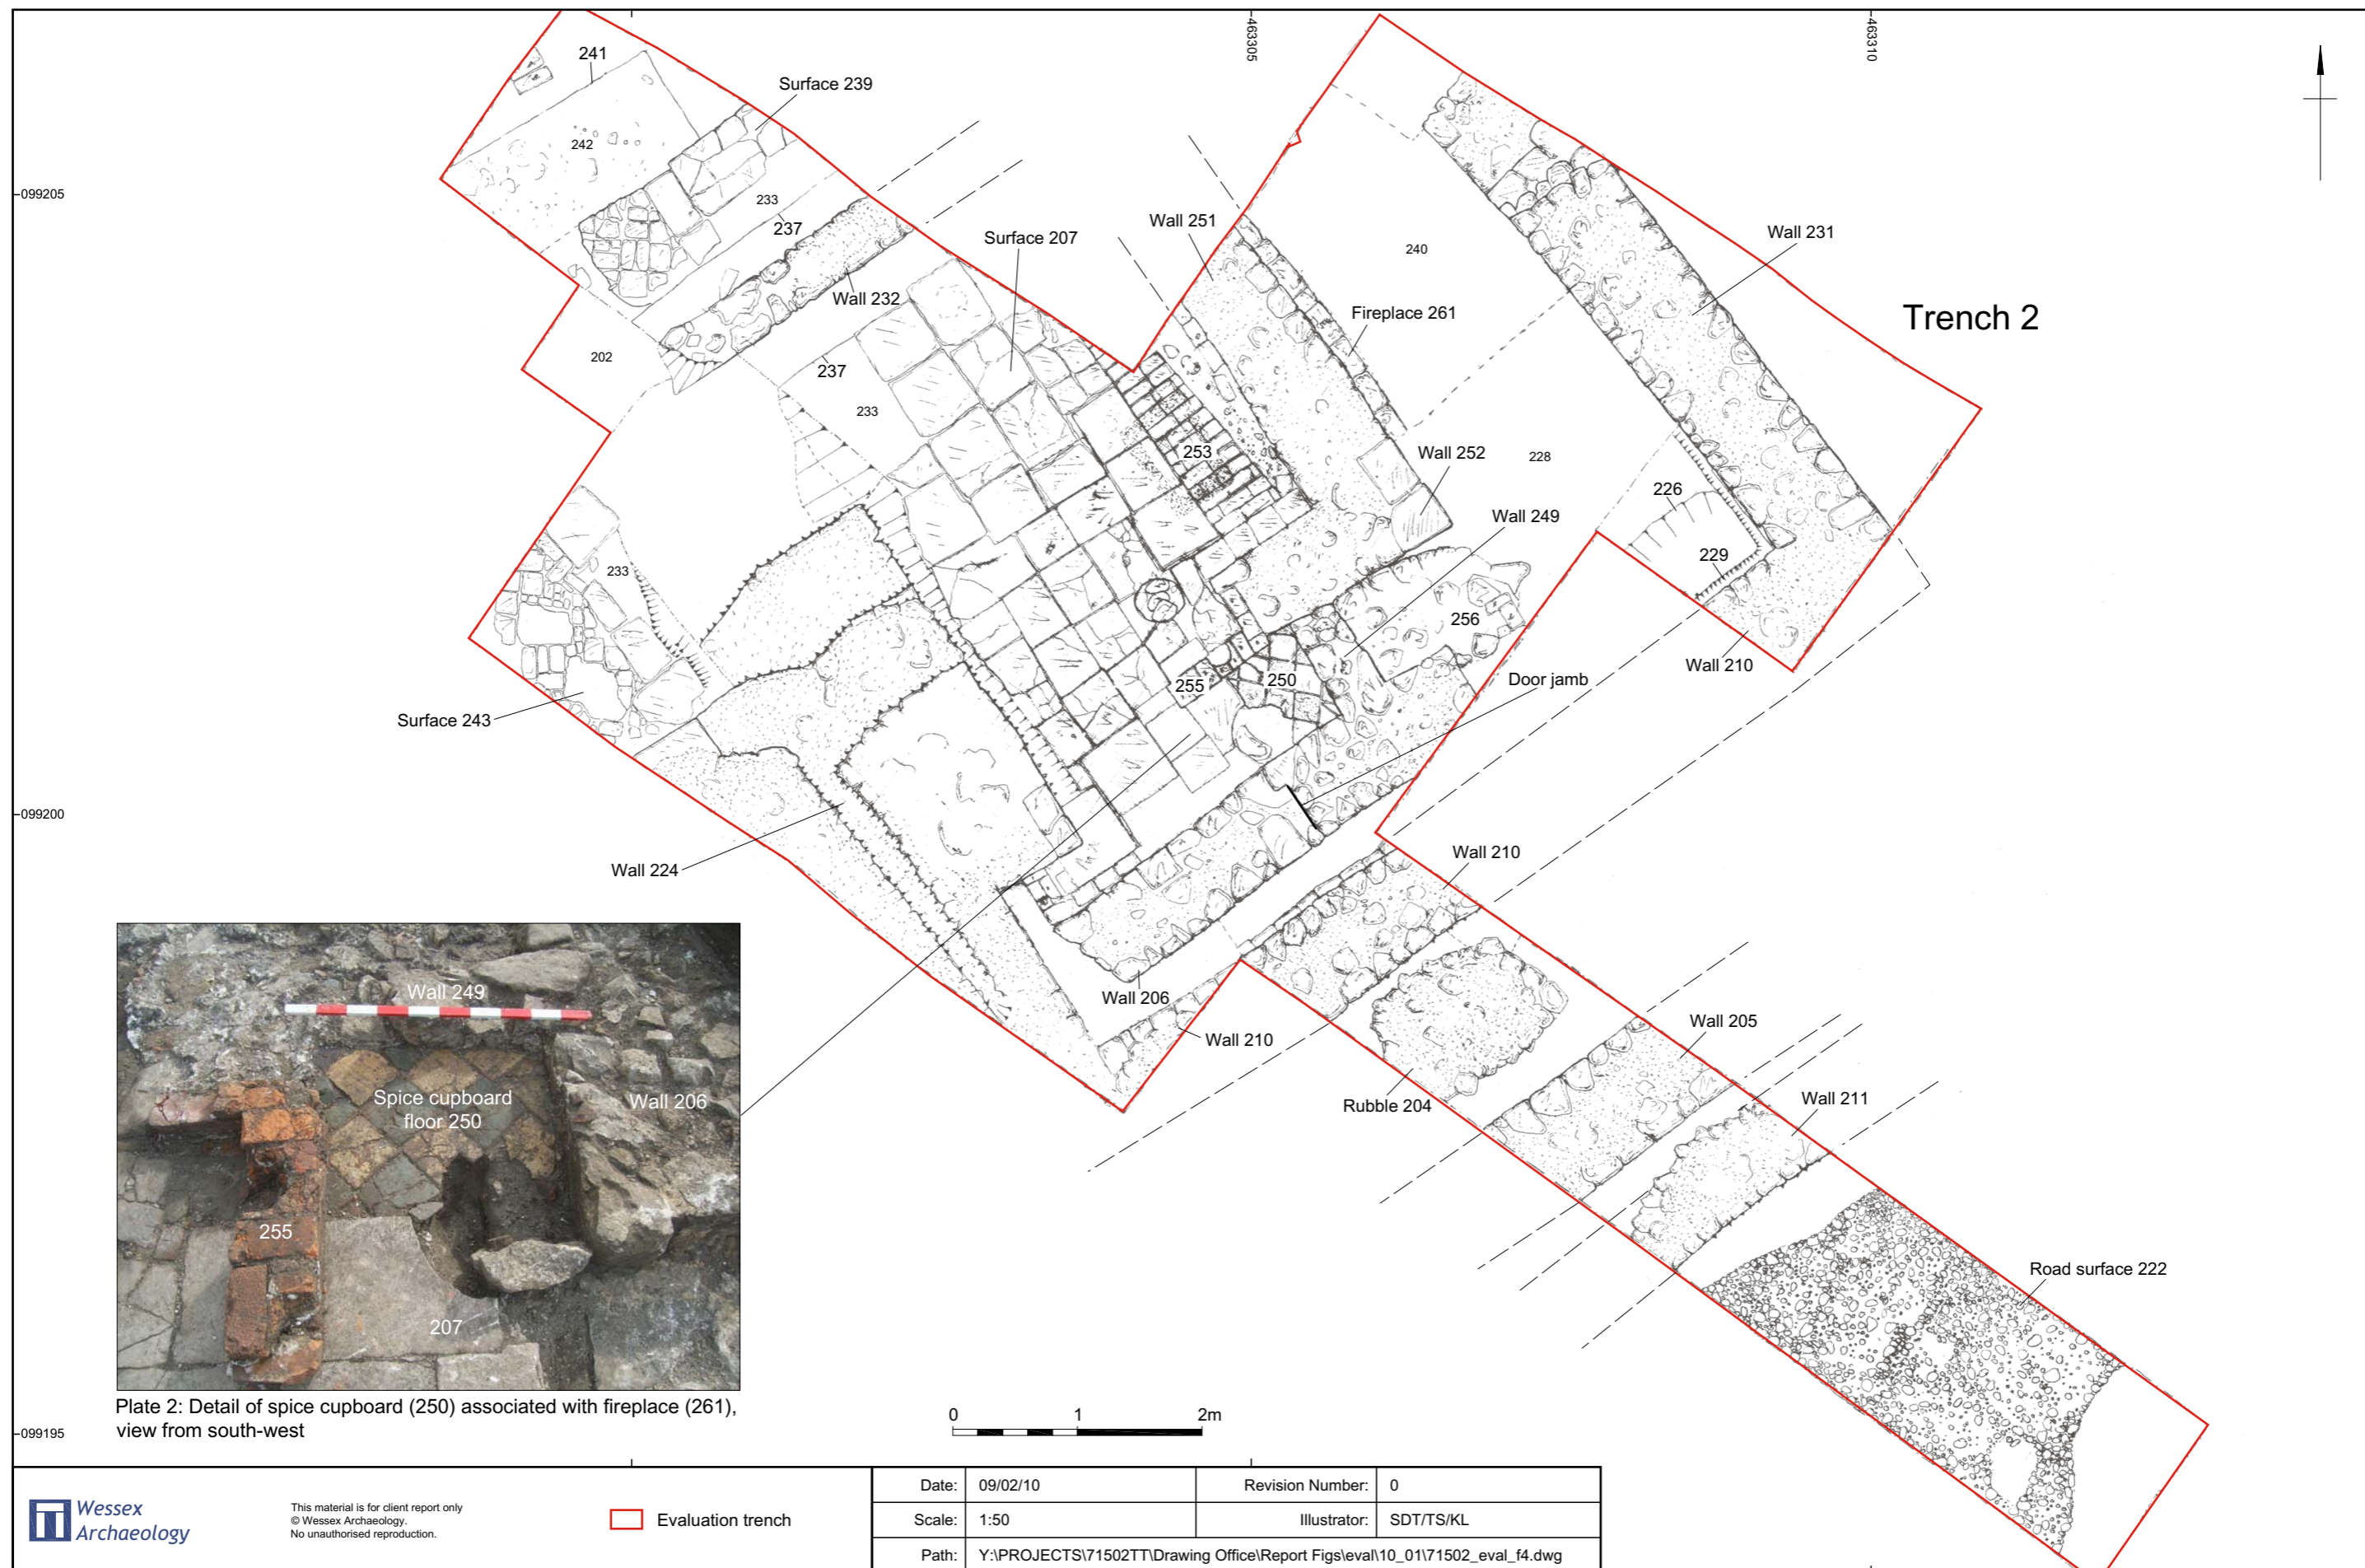 463305
463310
241
Surface 239
242
099205
233
237
Wall 251
Surface 207
Wall 231
240
Wall 232
Fireplace 261
Trench 2
202
237
233
253
Wall 252
228
226
Wall 249
229
233
256
Wall 210
255
250
Door jamb
Surface 243
099200
Wall 224
Wall 210
Wall 206
Wall 210
Wall 205
Rubble 204
Wall 211
Road surface 222
Wall 249
Spice cupboard
floor 250
Wall 206
255
207
Plate 2: Detail of spice cupboard (250) associated with fireplace (261),
view from south-west
0 1 2m
099195
Wessex
Archaeology
This material is for client report only
© Wessex Archaeology.
No unauthorised reproduction.
Evaluation trench
Date: 09/02/10 Revision Number: 0
Scale: 1:50 Illustrator: SDT/TS/KL
Path: Y:\PROJECTS\71502TT\Drawing Office\Report Figs\eval\10_01\71502_eval_f4.dwg